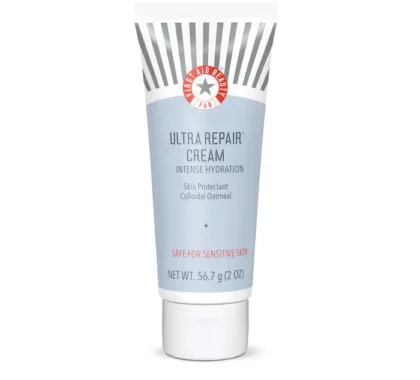 FIRST AID BEAUTY
FAB
ULTRA REPAIR®
CREAM
INTENSE HYDRATION
Skin Protectant
Colloidal Oatmeal
SAFE FOR SENSITIVE SKIN
NET WT. 56.7 g (2 OZ)